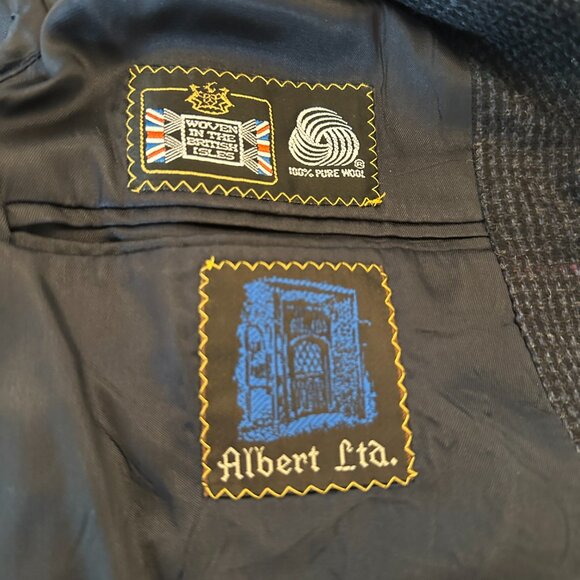 WOVEN
IN THE
BRITISH
ISLES
® 
100% PURE WOOL
Albert Ltd.